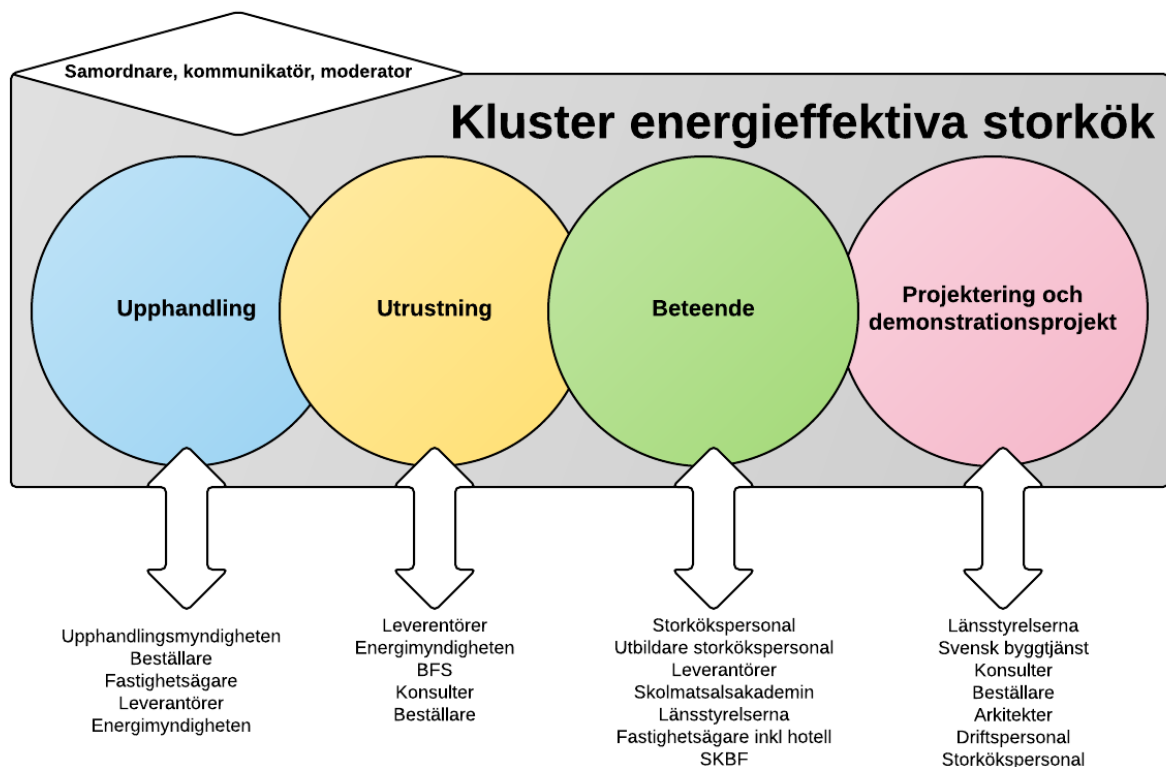 Samordnare, kommunikatör, moderator
Kluster energieffektiva storkök
Upphandling
Utrustning
Beteende
Projektering och
demonstrationsprojekt
Upphandlingsmyndigheten
Beställare
Fastighetsägare
Leverantörer
Energimyndigheten
Leverentörer
Energimyndigheten
BFS
Konsulter
Beställare
Storkökspersonal
Utbildare storkökspersonal
Leverantörer
Skolmatsalsakademin
Länsstyrelserna
Fastighetsägare inkl hotell
SKBF
Länsstyrelserna
Svensk byggtjänst
Konsulter
Beställare
Arkitekter
Driftspersonal
Storkökspersonal